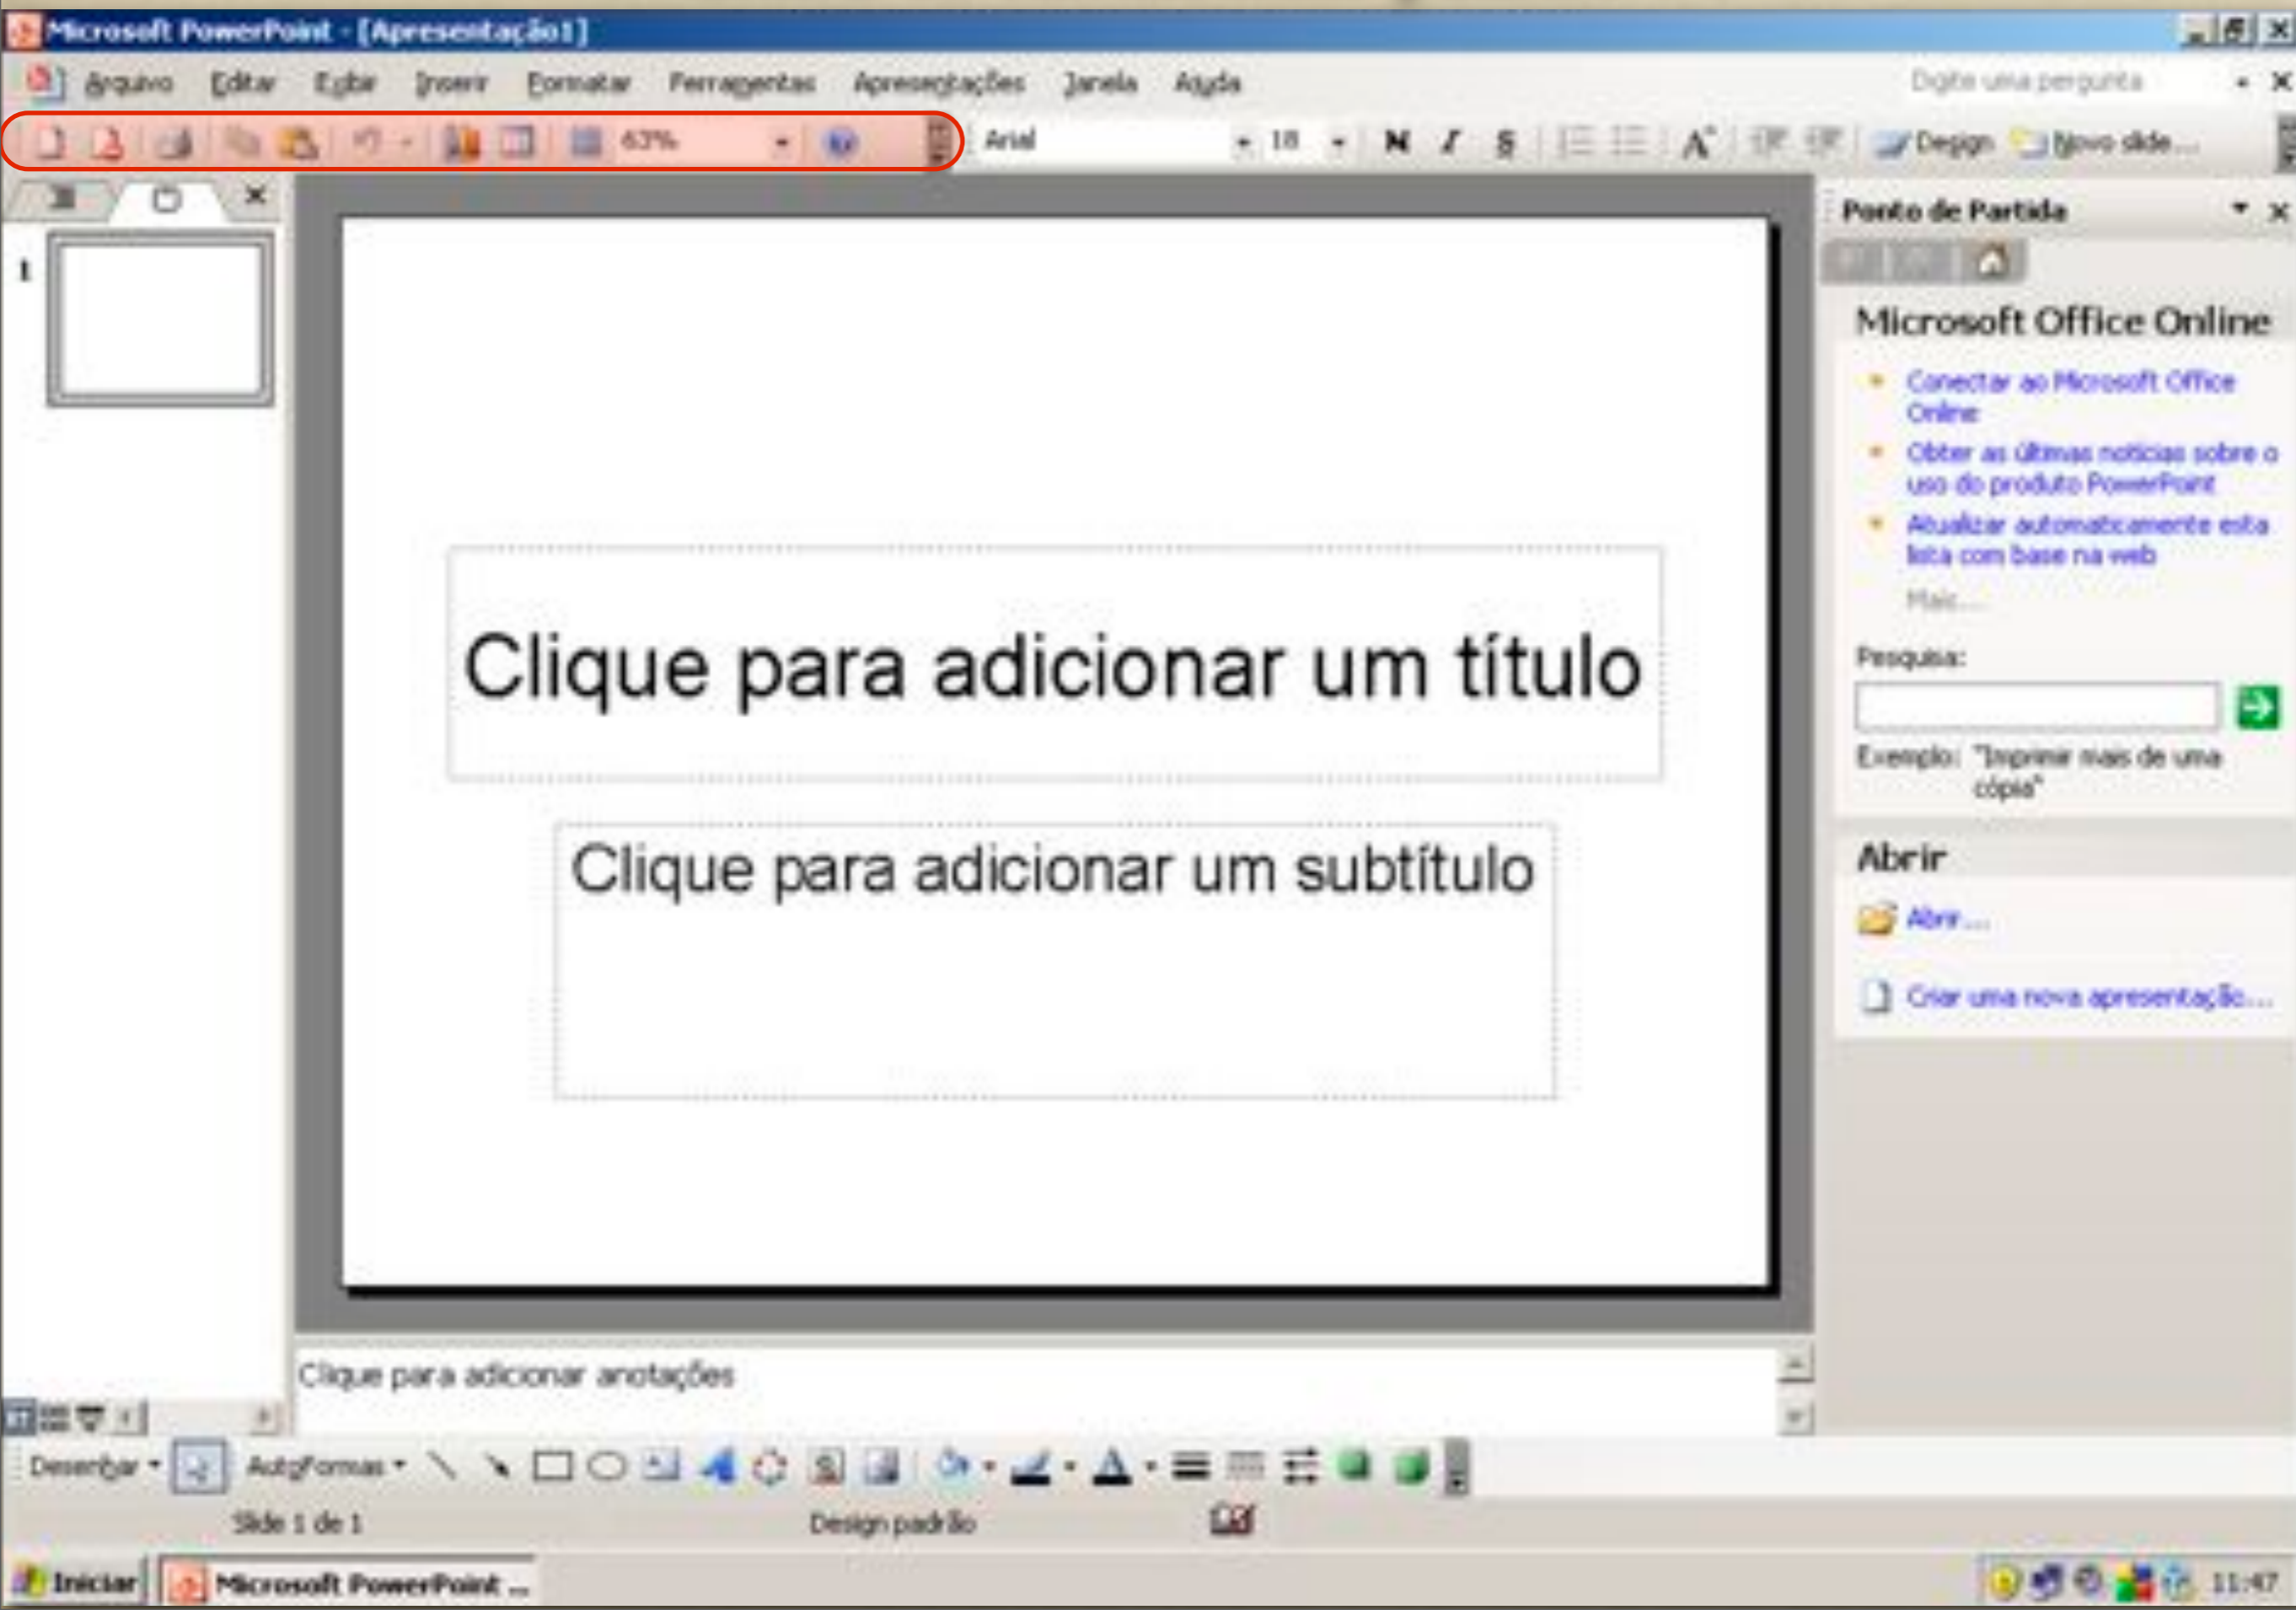 Microsoft PowerPoint - [Apresentação1]
Arquivo Editar Exibir Inserir Formatar Ferramentas Apresentações Janela Ajuda Digite uma pergunta
63% Arial 18 N I S A Design Novo slide...
Ponto de Partida
1
Microsoft Office Online
Conectar ao Microsoft Office
Online
Obter as últimas notícias sobre o
uso do produto PowerPoint
Atualizar automaticamente esta
lista com base na web
Mais...
Pesquisa:
Exemplo: "Imprimir mais de uma
cópia"
Abrir
Abrir...
Criar uma nova apresentação...
Clique para adicionar um título
Clique para adicionar um subtítulo
Clique para adicionar anotações
Desenhar AutoFormas
Slide 1 de 1 Design padrão
Iniciar Microsoft PowerPoint ... 11:47